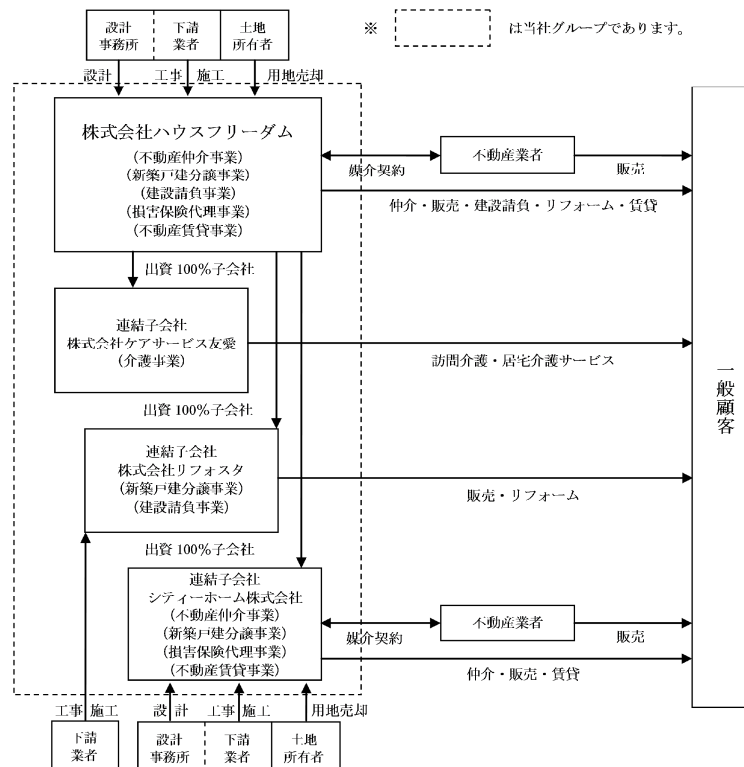 設計
事務所
下請
業者
土地
所有者
※
は当社グループであります。
設計
工事 施工
用地売却
株式会社ハウスフリーダム
(不動産仲介事業)
(新築戸建分譲事業)
(建設請負事業)
(損害保険代理事業)
(不動産賃貸事業)
媒介契約
不動産業者
販売
仲介・販売・建設請負・リフォーム・賃貸
出資 100%子会社
連結子会社
株式会社ケアサービス友愛
(介護事業)
訪問介護・居宅介護サービス
一般顧客
出資 100%子会社
連結子会社
株式会社リフォスタ
(新築戸建分譲事業)
(建設請負事業)
販売・リフォーム
出資 100%子会社
連結子会社
シティーホーム株式会社
(不動産仲介事業)
(新築戸建分譲事業)
(損害保険代理事業)
(不動産賃貸事業)
媒介契約
不動産業者
販売
仲介・販売・賃貸
工事 施工
設 計
工事 施工
用地売却
下請
業者
設計
事務所
下請
業者
土地
所有者